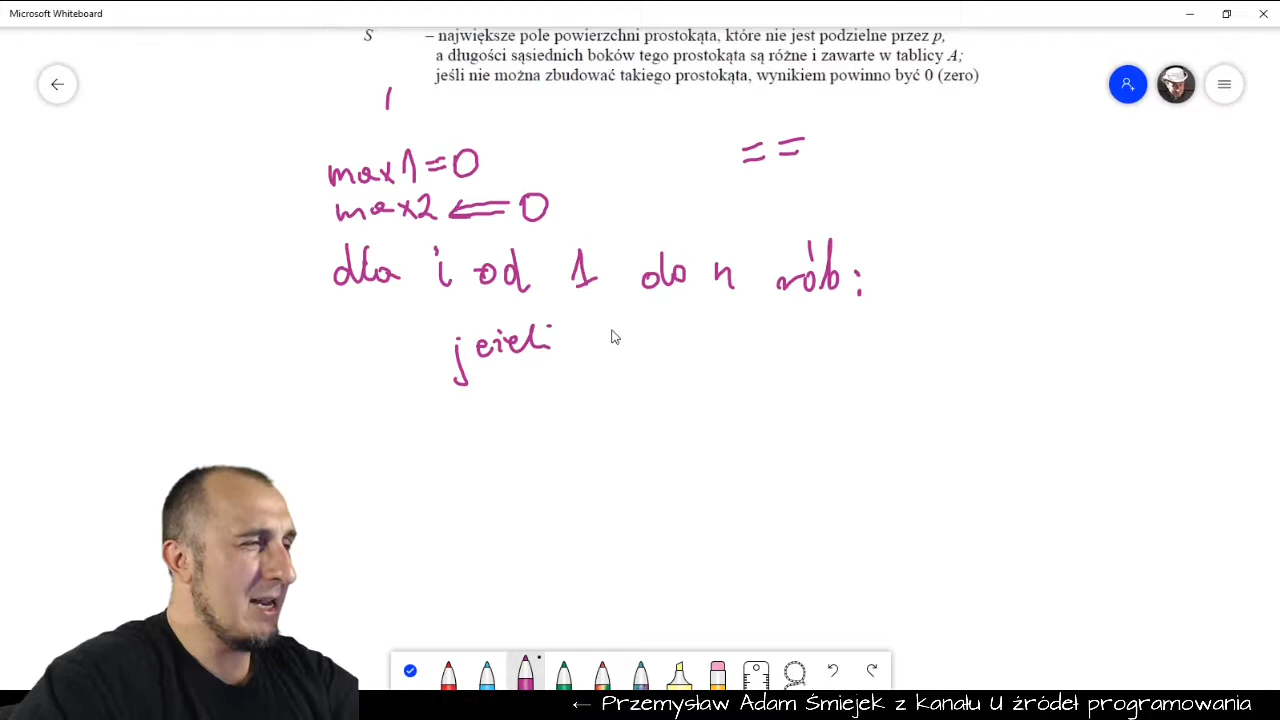 Microsoft Whiteboard
S – największe pole powierzchni prostokąta, które nie jest podzielne przez p,
a długości sąsiednich boków tego prostokąta są różne i zawarte w tablicy A;
jeśli nie można zbudować takiego prostokąta, wynikiem powinno być 0 (zero)
max1=0
==
max2 ⟸ 0
dla i od 1 do n rób:
jeżeli
← Przemysław Adam Śmiejek z kanału U źródeł programowania